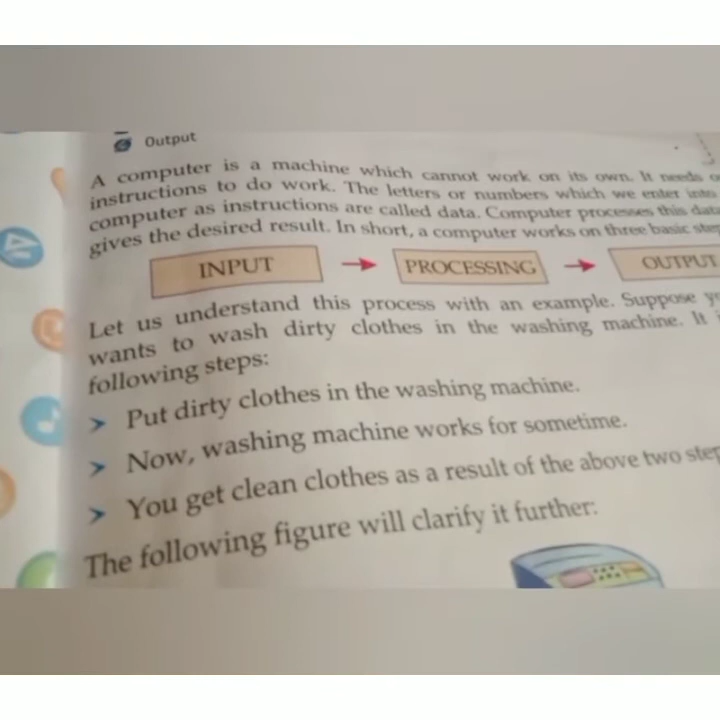 Output
A computer is a machine which cannot work on its own. It needs
instructions to do work. The letters or numbers which we enter into
computer as instructions are called data. Computer processes this data
gives the desired result. In short, a computer works on three basic
INPUT PROCESSING OUTPUT
Let us understand this process with an example. Suppose
wants to wash dirty clothes in the washing machine. It
following steps:
> Put dirty clothes in the washing machine.
> Now, washing machine works for sometime.
> You get clean clothes as a result of the above two
The following figure will clarify it further: